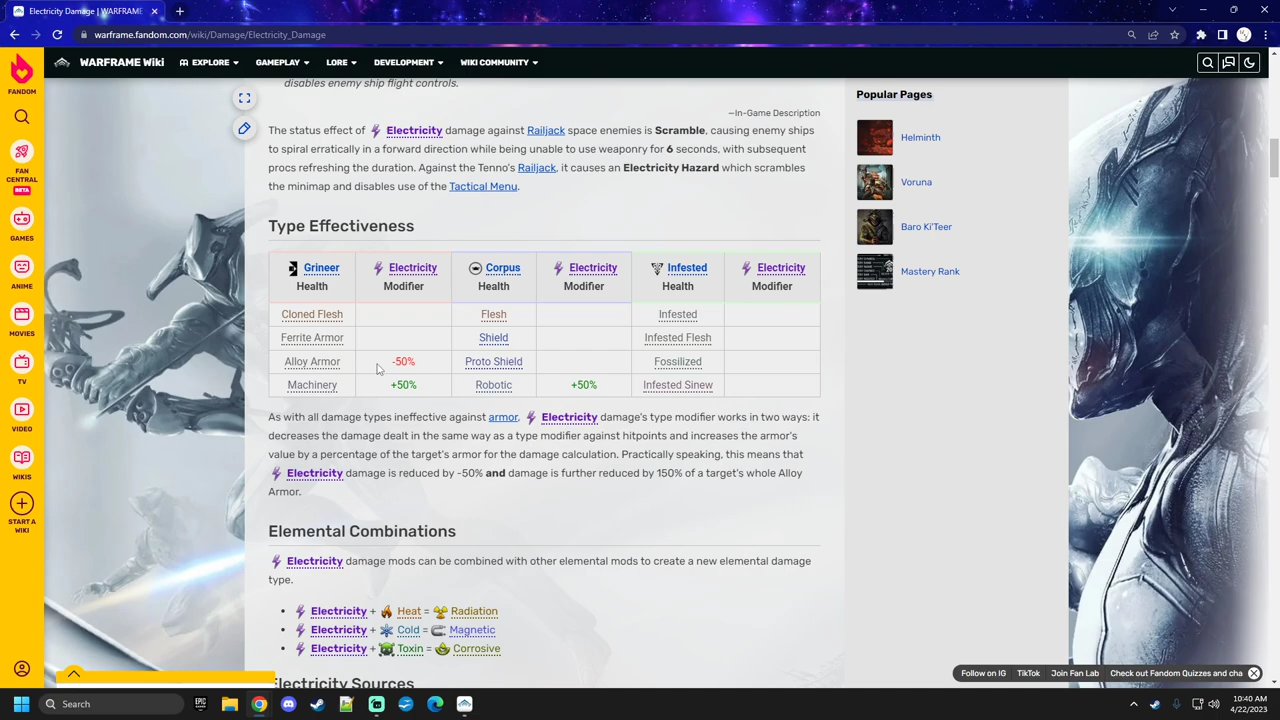 Electricity Damage | WARFRAME
warframe.fandom.com/wiki/Damage/Electricity_Damage
FANDOM
FAN CENTRAL
BETA
GAMES
ANIME
MOVIES
TV
VIDEO
WIKIS
START A WIKI
WARFRAME Wiki
EXPLORE
GAMEPLAY
LORE
DEVELOPMENT
WIKI COMMUNITY
disables enemy ship flight controls.
—In-Game Description
The status effect of Electricity damage against Railjack space enemies is Scramble, causing enemy ships
to spiral erratically in a forward direction while being unable to use weaponry for 6 seconds, with subsequent
procs refreshing the duration. Against the Tenno's Railjack, it causes an Electricity Hazard which scrambles
the minimap and disables use of the Tactical Menu.
Type Effectiveness
Grineer Health Electricity Modifier Corpus Health Electricity Modifier Infested Health Electricity Modifier
Cloned Flesh Flesh Infested
Ferrite Armor Shield Infested Flesh
Alloy Armor -50% Proto Shield Fossilized
Machinery +50% Robotic +50% Infested Sinew
As with all damage types ineffective against armor, Electricity damage's type modifier works in two ways: it
decreases the damage dealt in the same way as a type modifier against hitpoints and increases the armor's
value by a percentage of the target's armor for the damage calculation. Practically speaking, this means that
Electricity damage is reduced by -50% and damage is further reduced by 150% of a target's whole Alloy
Armor.
Elemental Combinations
Electricity damage mods can be combined with other elemental mods to create a new elemental damage
type.
• Electricity + Heat = Radiation
• Electricity + Cold = Magnetic
• Electricity + Toxin = Corrosive
Electricity Sources
Popular Pages
Helminth
Voruna
Baro Ki'Teer
Mastery Rank
Follow on IG
TikTok
Join Fan Lab
Check out Fandom Quizzes and cha
Search
10:40 AM
4/22/2023